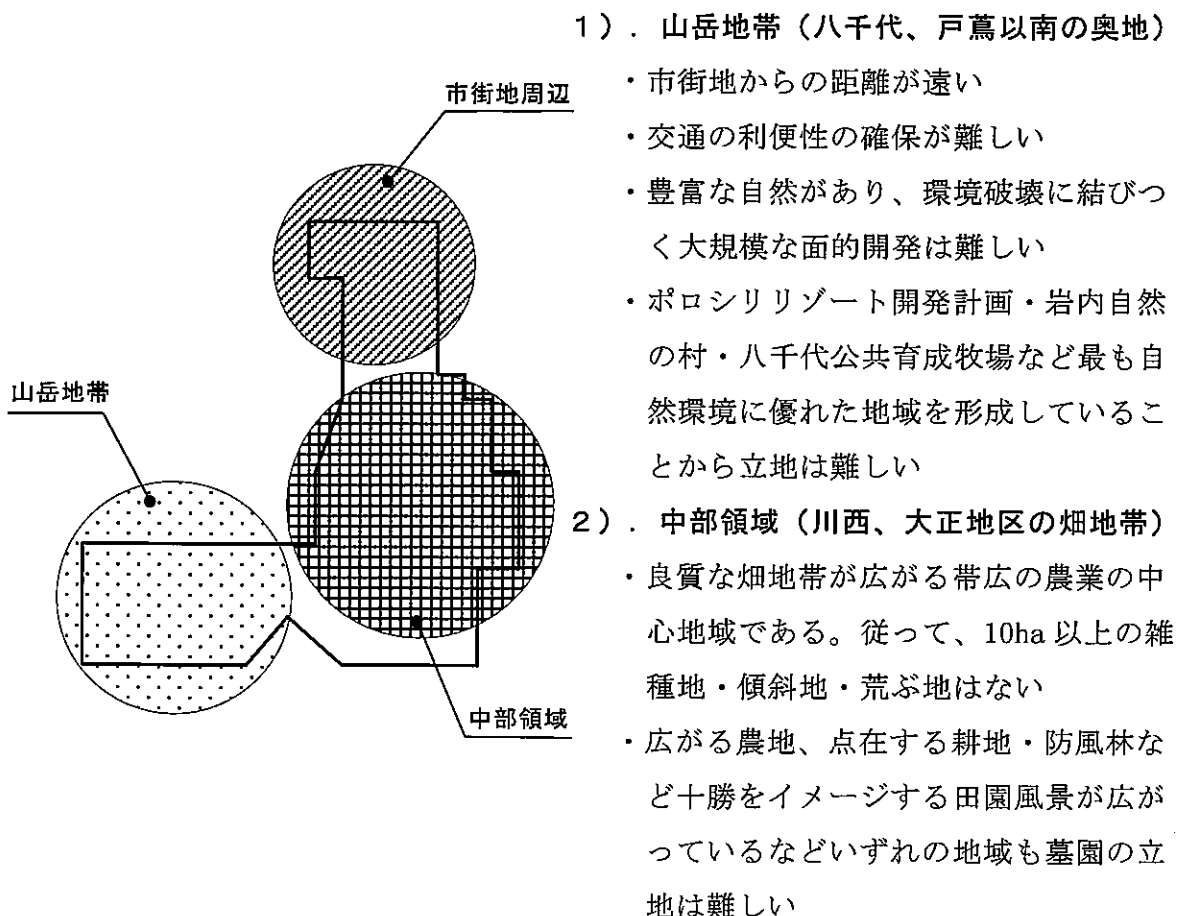 市街地周辺
山岳地帯
中部領域
1）．山岳地帯（八千代、戸蔦以南の奥地）
・市街地からの距離が遠い
・交通の利便性の確保が難しい
・豊富な自然があり、環境破壊に結びつ
く大規模な面的開発は難しい
・ポロシリリゾート開発計画・岩内自然
の村・八千代公共育成牧場など最も自
然環境に優れた地域を形成しているこ
とから立地は難しい
2）．中部領域（川西、大正地区の畑地帯）
・良質な畑地帯が広がる帯広の農業の中
心地域である。従って、10ha 以上の雑
種地・傾斜地・荒ぶ地はない
・広がる農地、点在する耕地・防風林な
ど十勝をイメージする田園風景が広が
っているなどいずれの地域も墓園の立
地は難しい